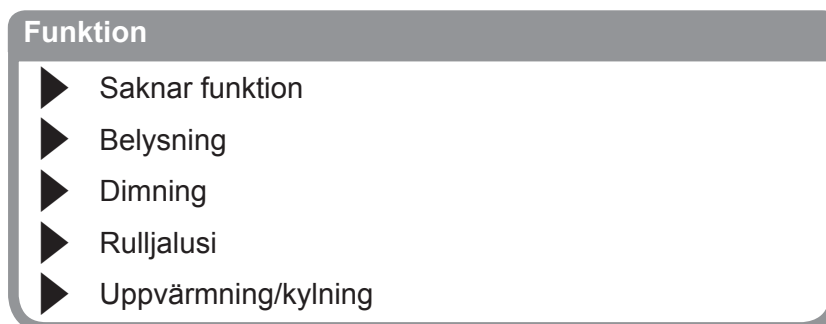 Funktion
Saknar funktion
Belysning
Dimning
Rulljalusi
Uppvärmning/kylning